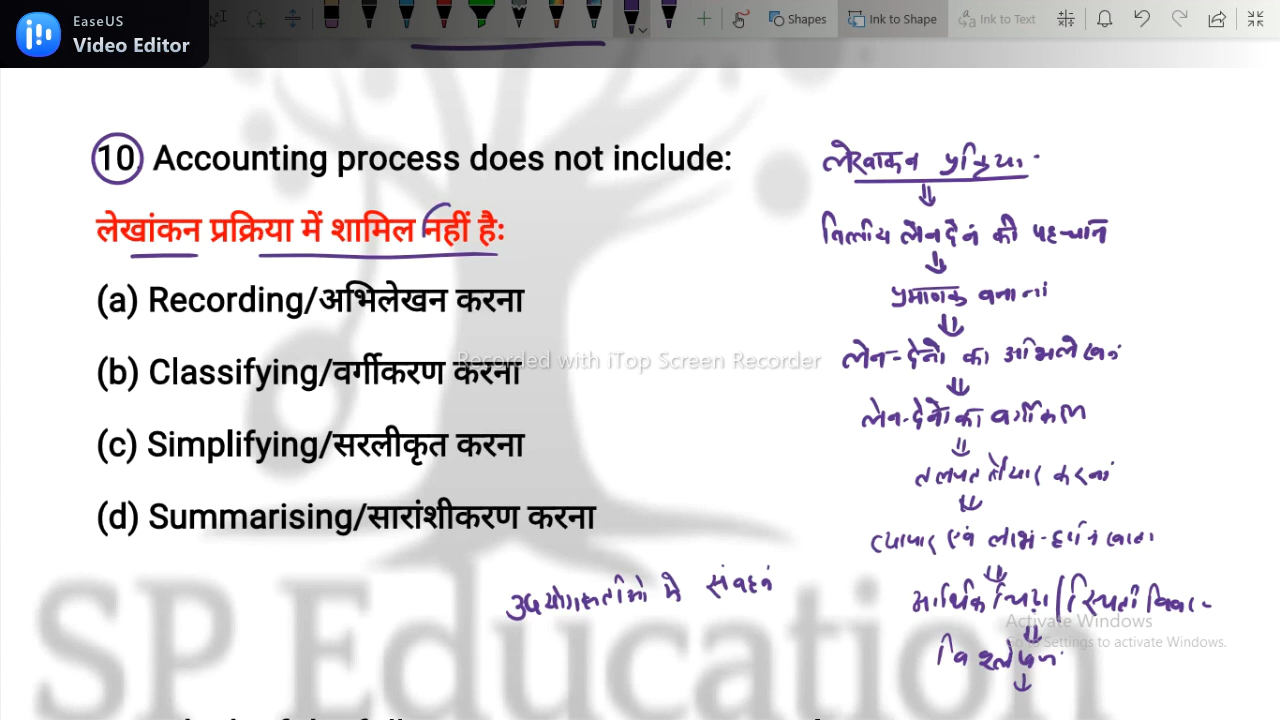 EaseUS
Video Editor
Shapes
Ink to Shape
Ink to Text
10 Accounting process does not include:
लेखांकन प्रक्रिया में शामिल नहीं है:
(a) Recording/अभिलेखन करना
(b) Classifying/वर्गीकरण करना
(c) Simplifying/सरलीकृत करना
(d) Summarising/सारांशीकरण करना
Recorded with iTop Screen Recorder
लेखांकन प्रक्रिया
वित्तीय लेनदेन की पहचान
प्रमाणक बनाना
लेन-देनो का अभिलेखन
लेन-देनो का वर्गीकरण
तलपट तैयार करना
व्यापार एवं लाभ-हानि खाता
आर्थिक चिट्ठा/स्थिती विवरण
विश्लेषण
Activate Windows
Go to Settings to activate Windows.
SP Education